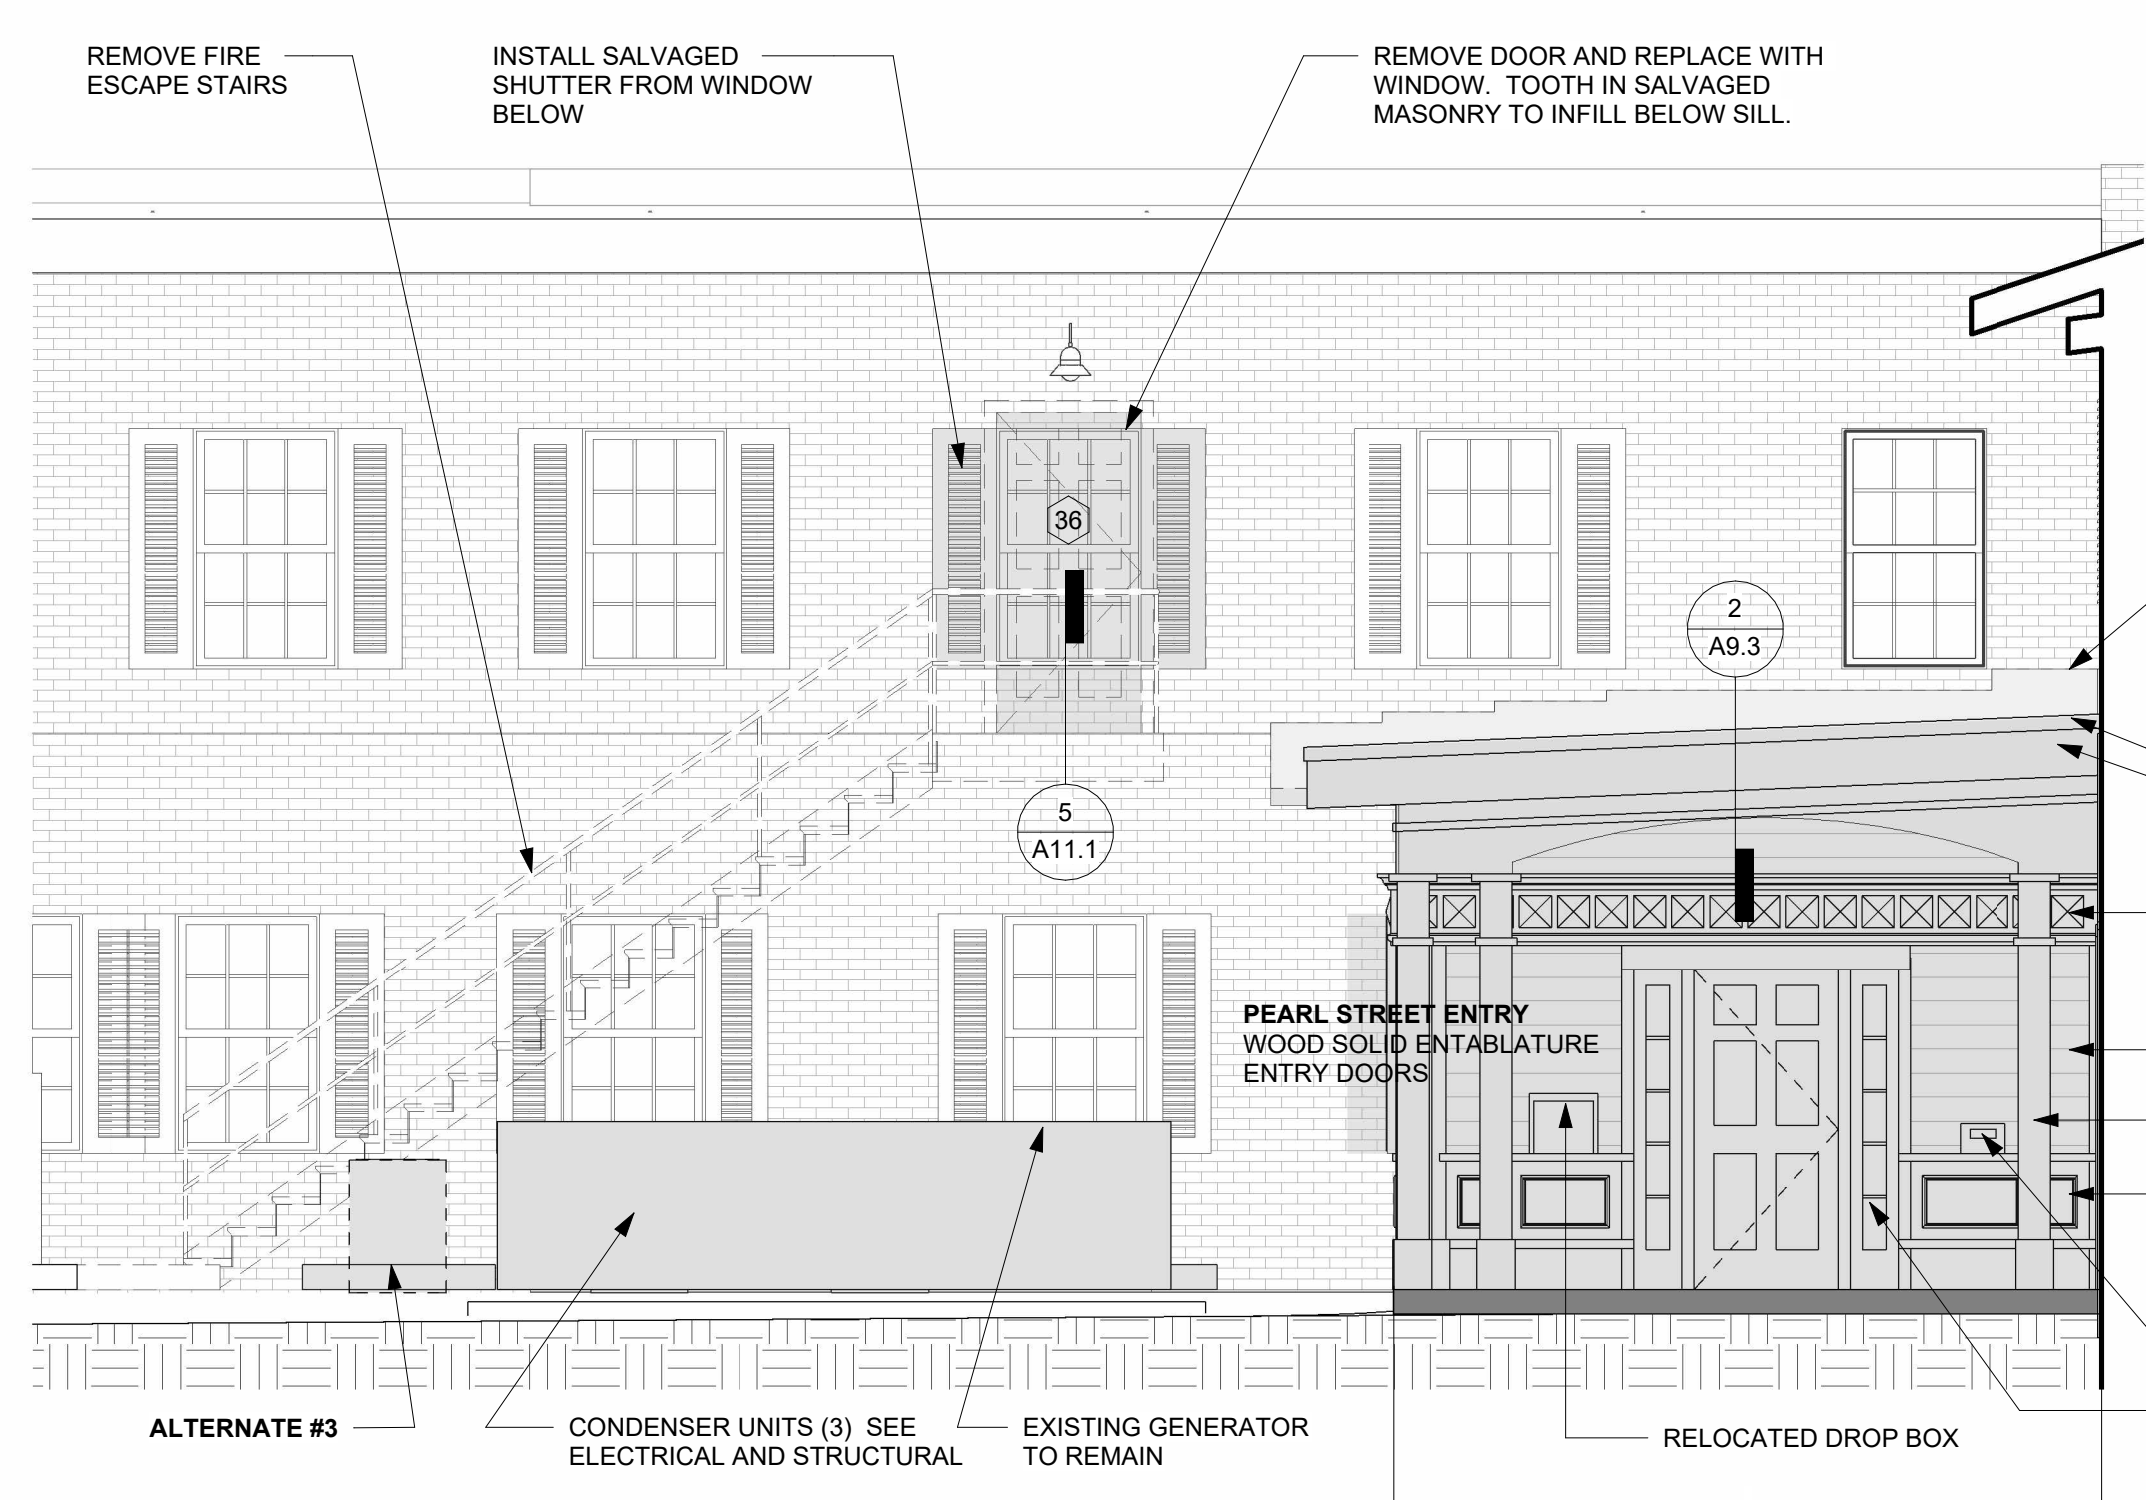 REMOVE FIRE
ESCAPE STAIRS
INSTALL SALVAGED
SHUTTER FROM WINDOW
BELOW
REMOVE DOOR AND REPLACE WITH
WINDOW.  TOOTH IN SALVAGED
MASONRY TO INFILL BELOW SILL.
36
2
A9.3
5
A11.1
PEARL STREET ENTRY
WOOD SOLID ENTABLATURE
ENTRY DOORS
ALTERNATE #3
CONDENSER UNITS (3)  SEE
ELECTRICAL AND STRUCTURAL
EXISTING GENERATOR
TO REMAIN
RELOCATED DROP BOX